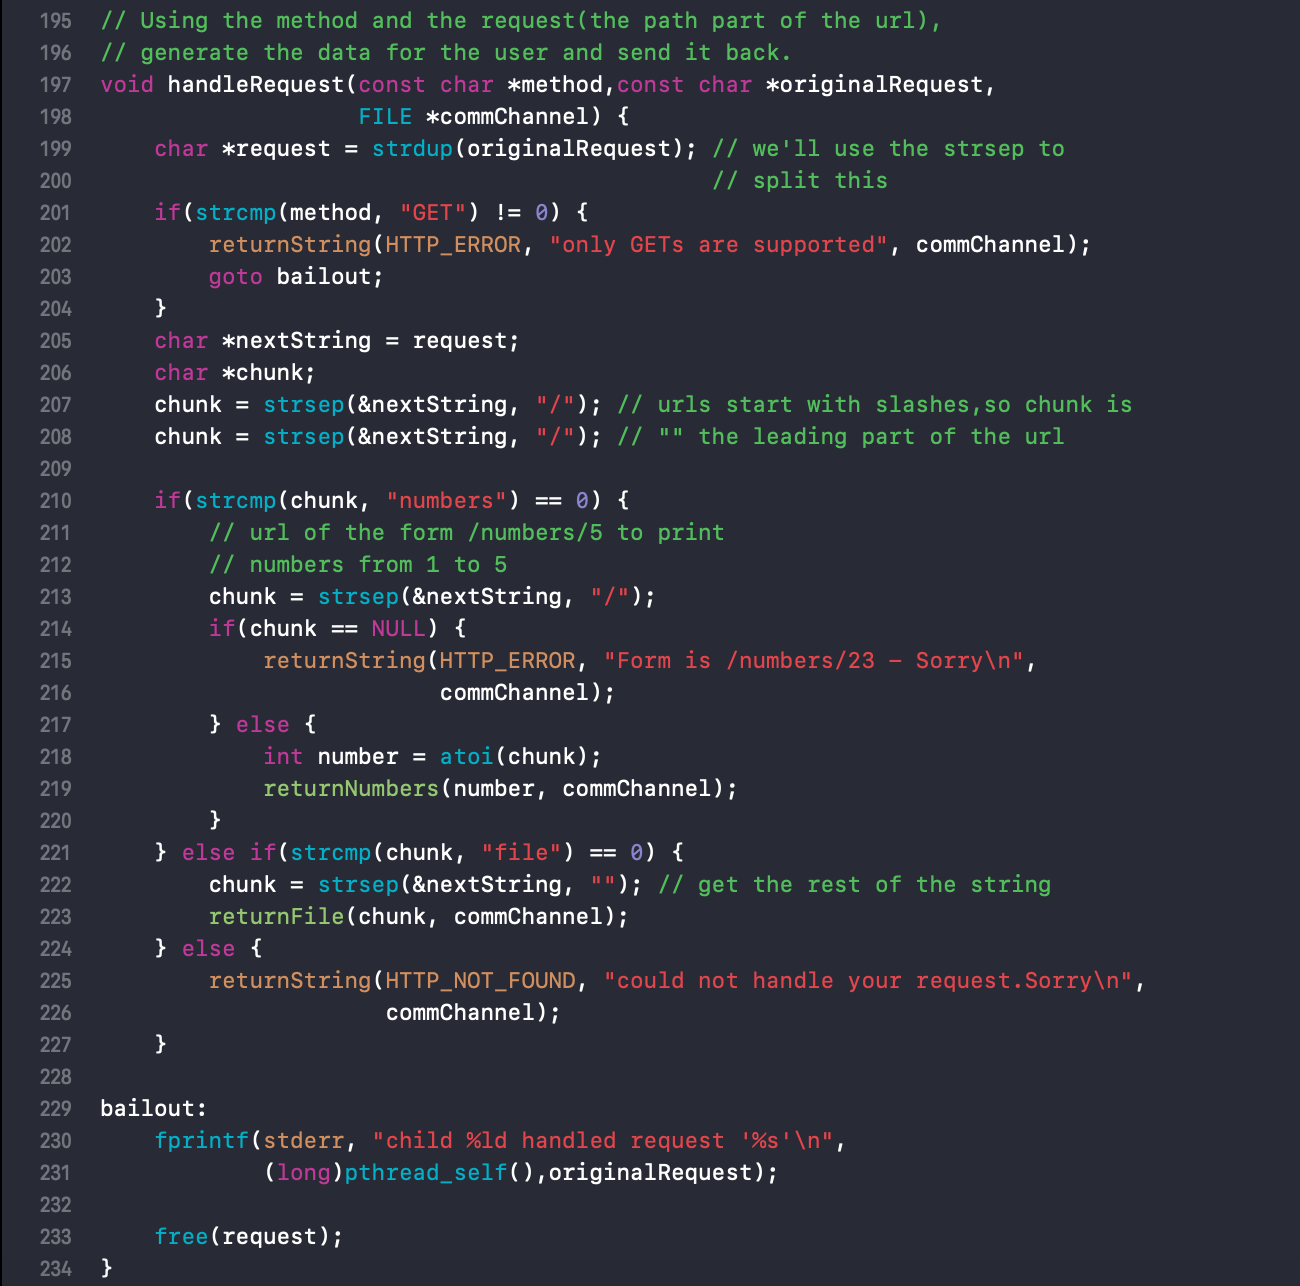 195 // Using the method and the request(the path part of the url),
196 // generate the data for the user and send it back.
197 void handleRequest(const char *method,const char *originalRequest,
198                    FILE *commChannel) {
199     char *request = strdup(originalRequest); // we'll use the strsep to
200                                              // split this
201     if(strcmp(method, "GET") != 0) {
202         returnString(HTTP_ERROR, "only GETs are supported", commChannel);
203         goto bailout;
204     }
205     char *nextString = request;
206     char *chunk;
207     chunk = strsep(&nextString, "/"); // urls start with slashes,so chunk is
208     chunk = strsep(&nextString, "/"); // "" the leading part of the url
209
210     if(strcmp(chunk, "numbers") == 0) {
211         // url of the form /numbers/5 to print
212         // numbers from 1 to 5
213         chunk = strsep(&nextString, "/");
214         if(chunk == NULL) {
215             returnString(HTTP_ERROR, "Form is /numbers/23 - Sorry\n",
216                          commChannel);
217         } else {
218             int number = atoi(chunk);
219             returnNumbers(number, commChannel);
220         }
221     } else if(strcmp(chunk, "file") == 0) {
222         chunk = strsep(&nextString, ""); // get the rest of the string
223         returnFile(chunk, commChannel);
224     } else {
225         returnString(HTTP_NOT_FOUND, "could not handle your request.Sorry\n",
226                      commChannel);
227     }
228
229 bailout:
230     fprintf(stderr, "child %ld handled request '%s'\n",
231             (long)pthread_self(),originalRequest);
232
233     free(request);
234 }